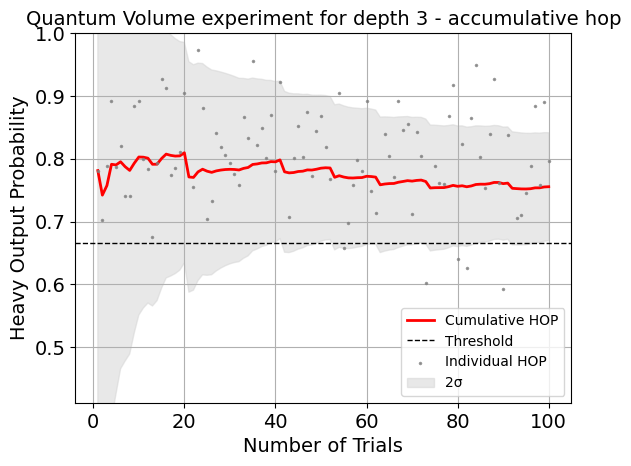 Quantum Volume experiment for depth 3 - accumulative hop
1.0
0.9
0.8
0.7
0.6
0.5
Heavy Output Probability
Cumulative HOP
Threshold
Individual HOP
2σ
0 20 40 60 80 100
Number of Trials